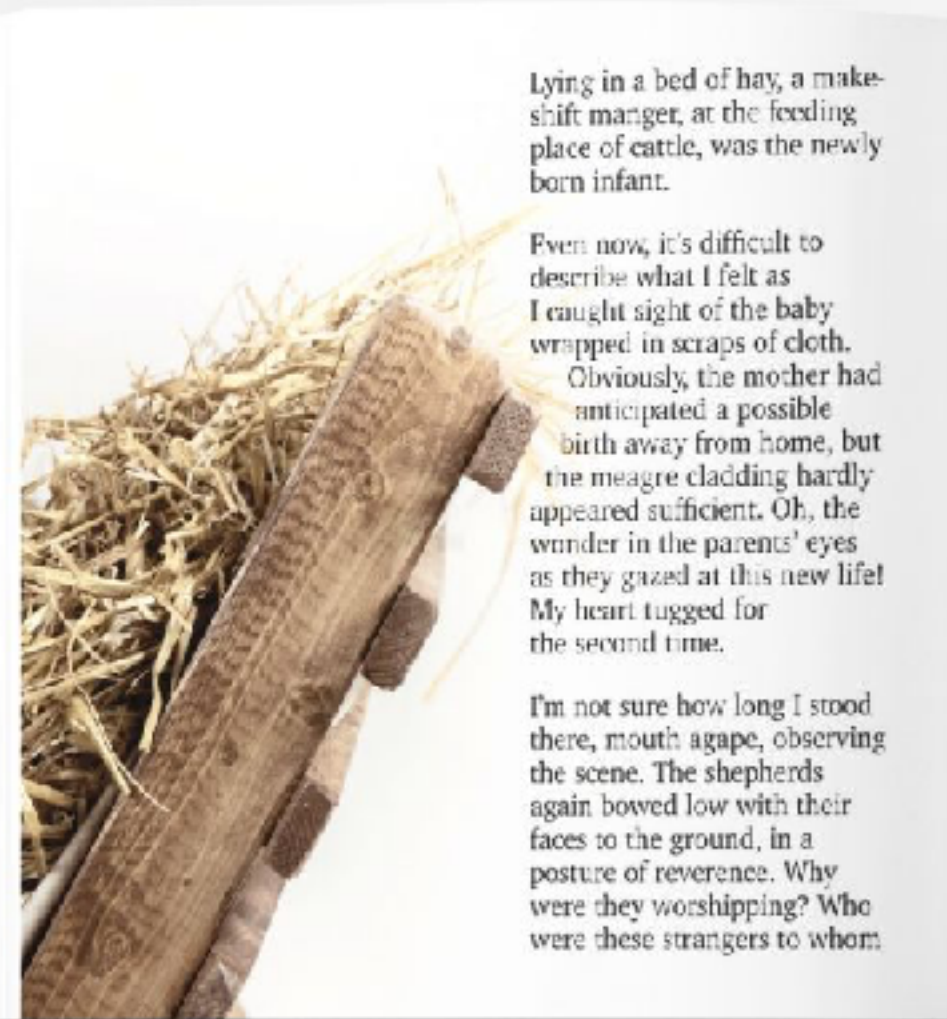 Lying in a bed of hay, a make-
shift manger, at the feeding
place of cattle, was the newly
born infant.
Even now, it's difficult to
describe what I felt as
I caught sight of the baby
wrapped in scraps of cloth.
Obviously, the mother had
anticipated a possible
birth away from home, but
the meagre cladding hardly
appeared sufficient. Oh, the
wonder in the parents' eyes
as they gazed at this new life!
My heart tugged for
the second time.
I'm not sure how long I stood
there, mouth agape, observing
the scene. The shepherds
again bowed low with their
faces to the ground, in a
posture of reverence. Why
were they worshipping? Who
were these strangers to whom